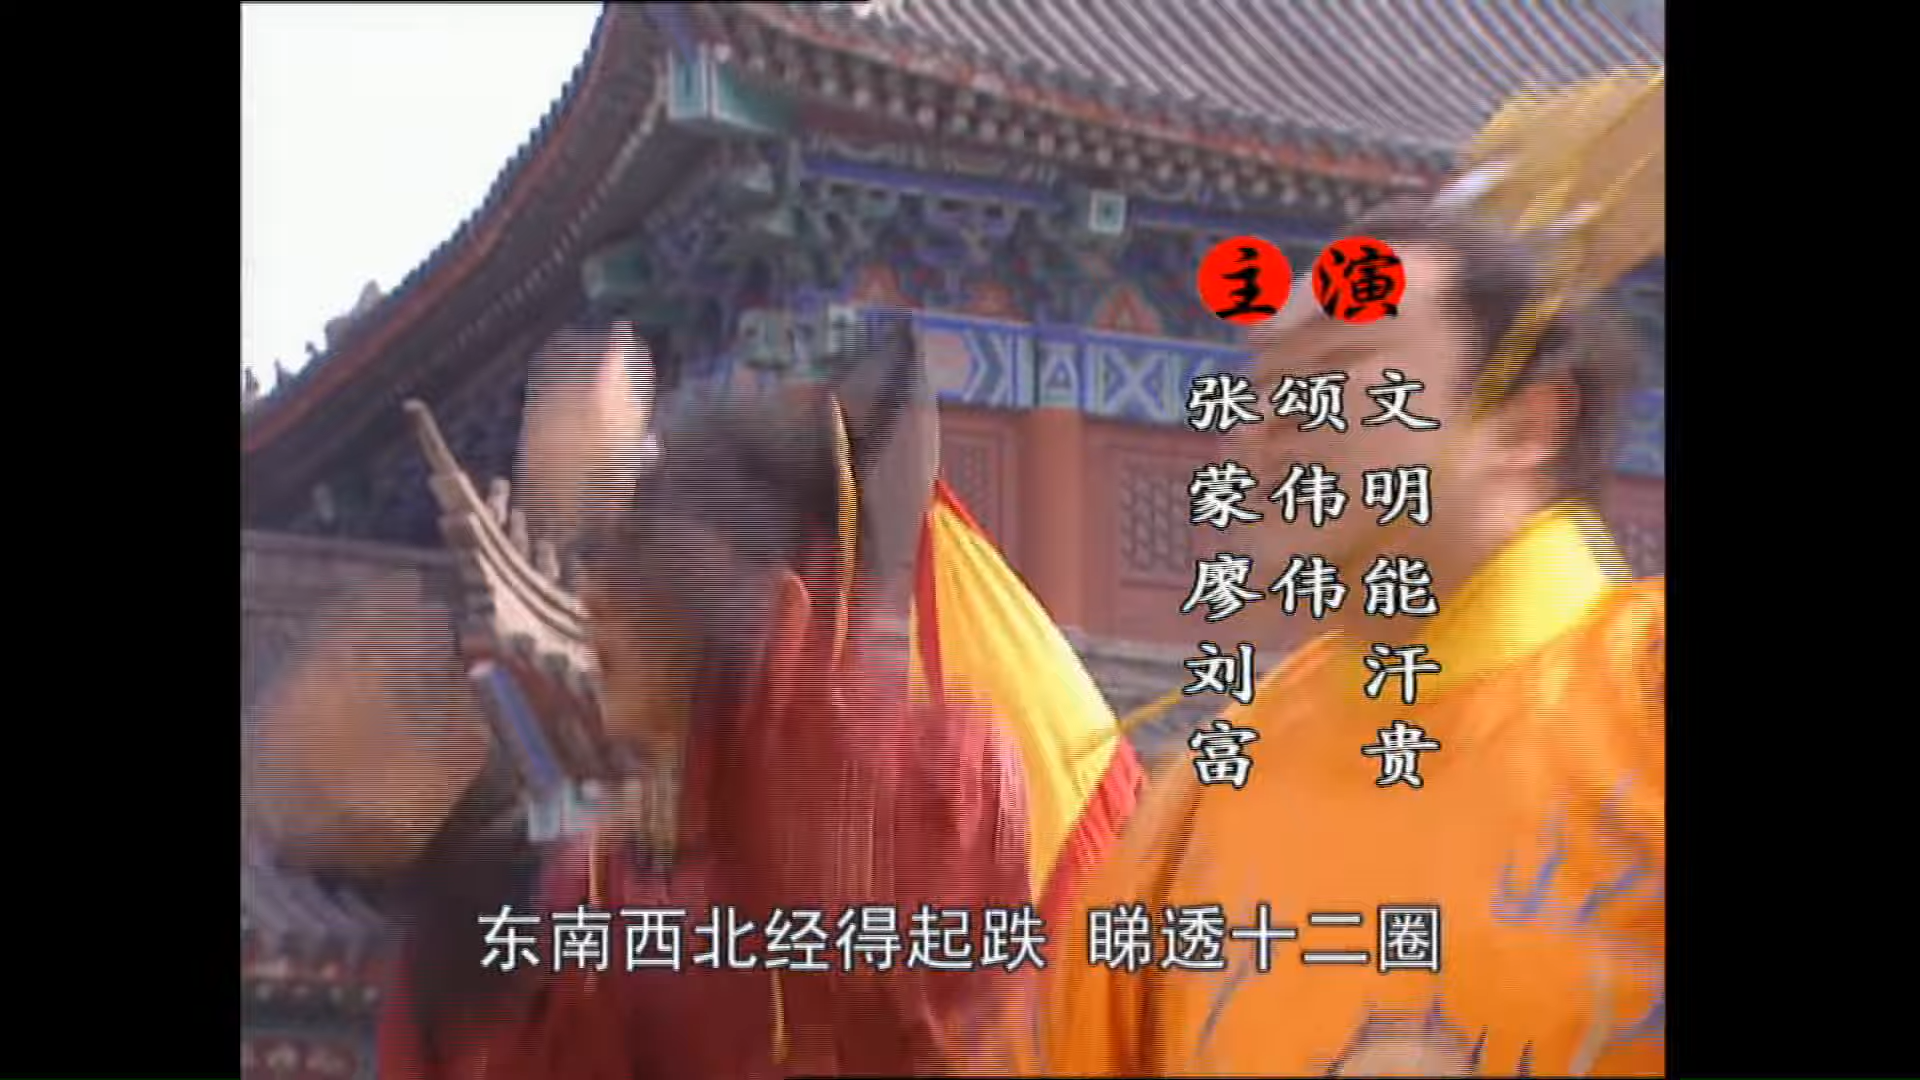 主演
张颂文
蒙伟明
廖伟能
刘 汗
富 贵
东南西北经得起跌 睇透十二圈